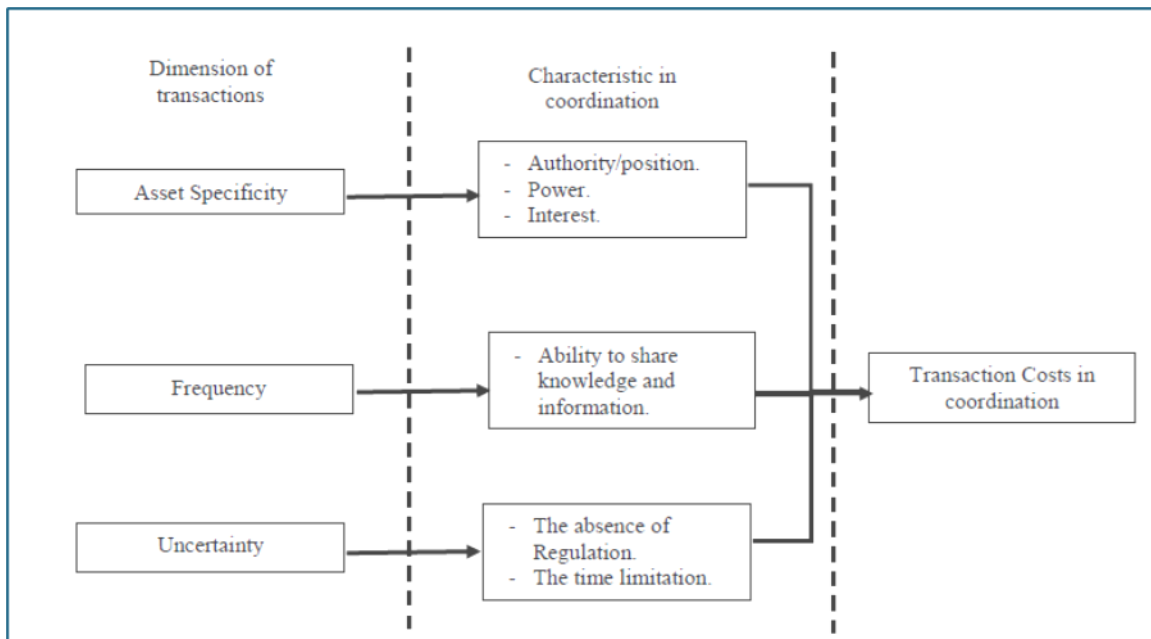 Dimension of
transactions
Characteristic in
coordination
Asset Specificity
- Authority/position.
- Power.
- Interest.
Frequency
- Ability to share
knowledge and
information.
Transaction Costs in
coordination
Uncertainty
- The absence of
Regulation.
- The time limitation.